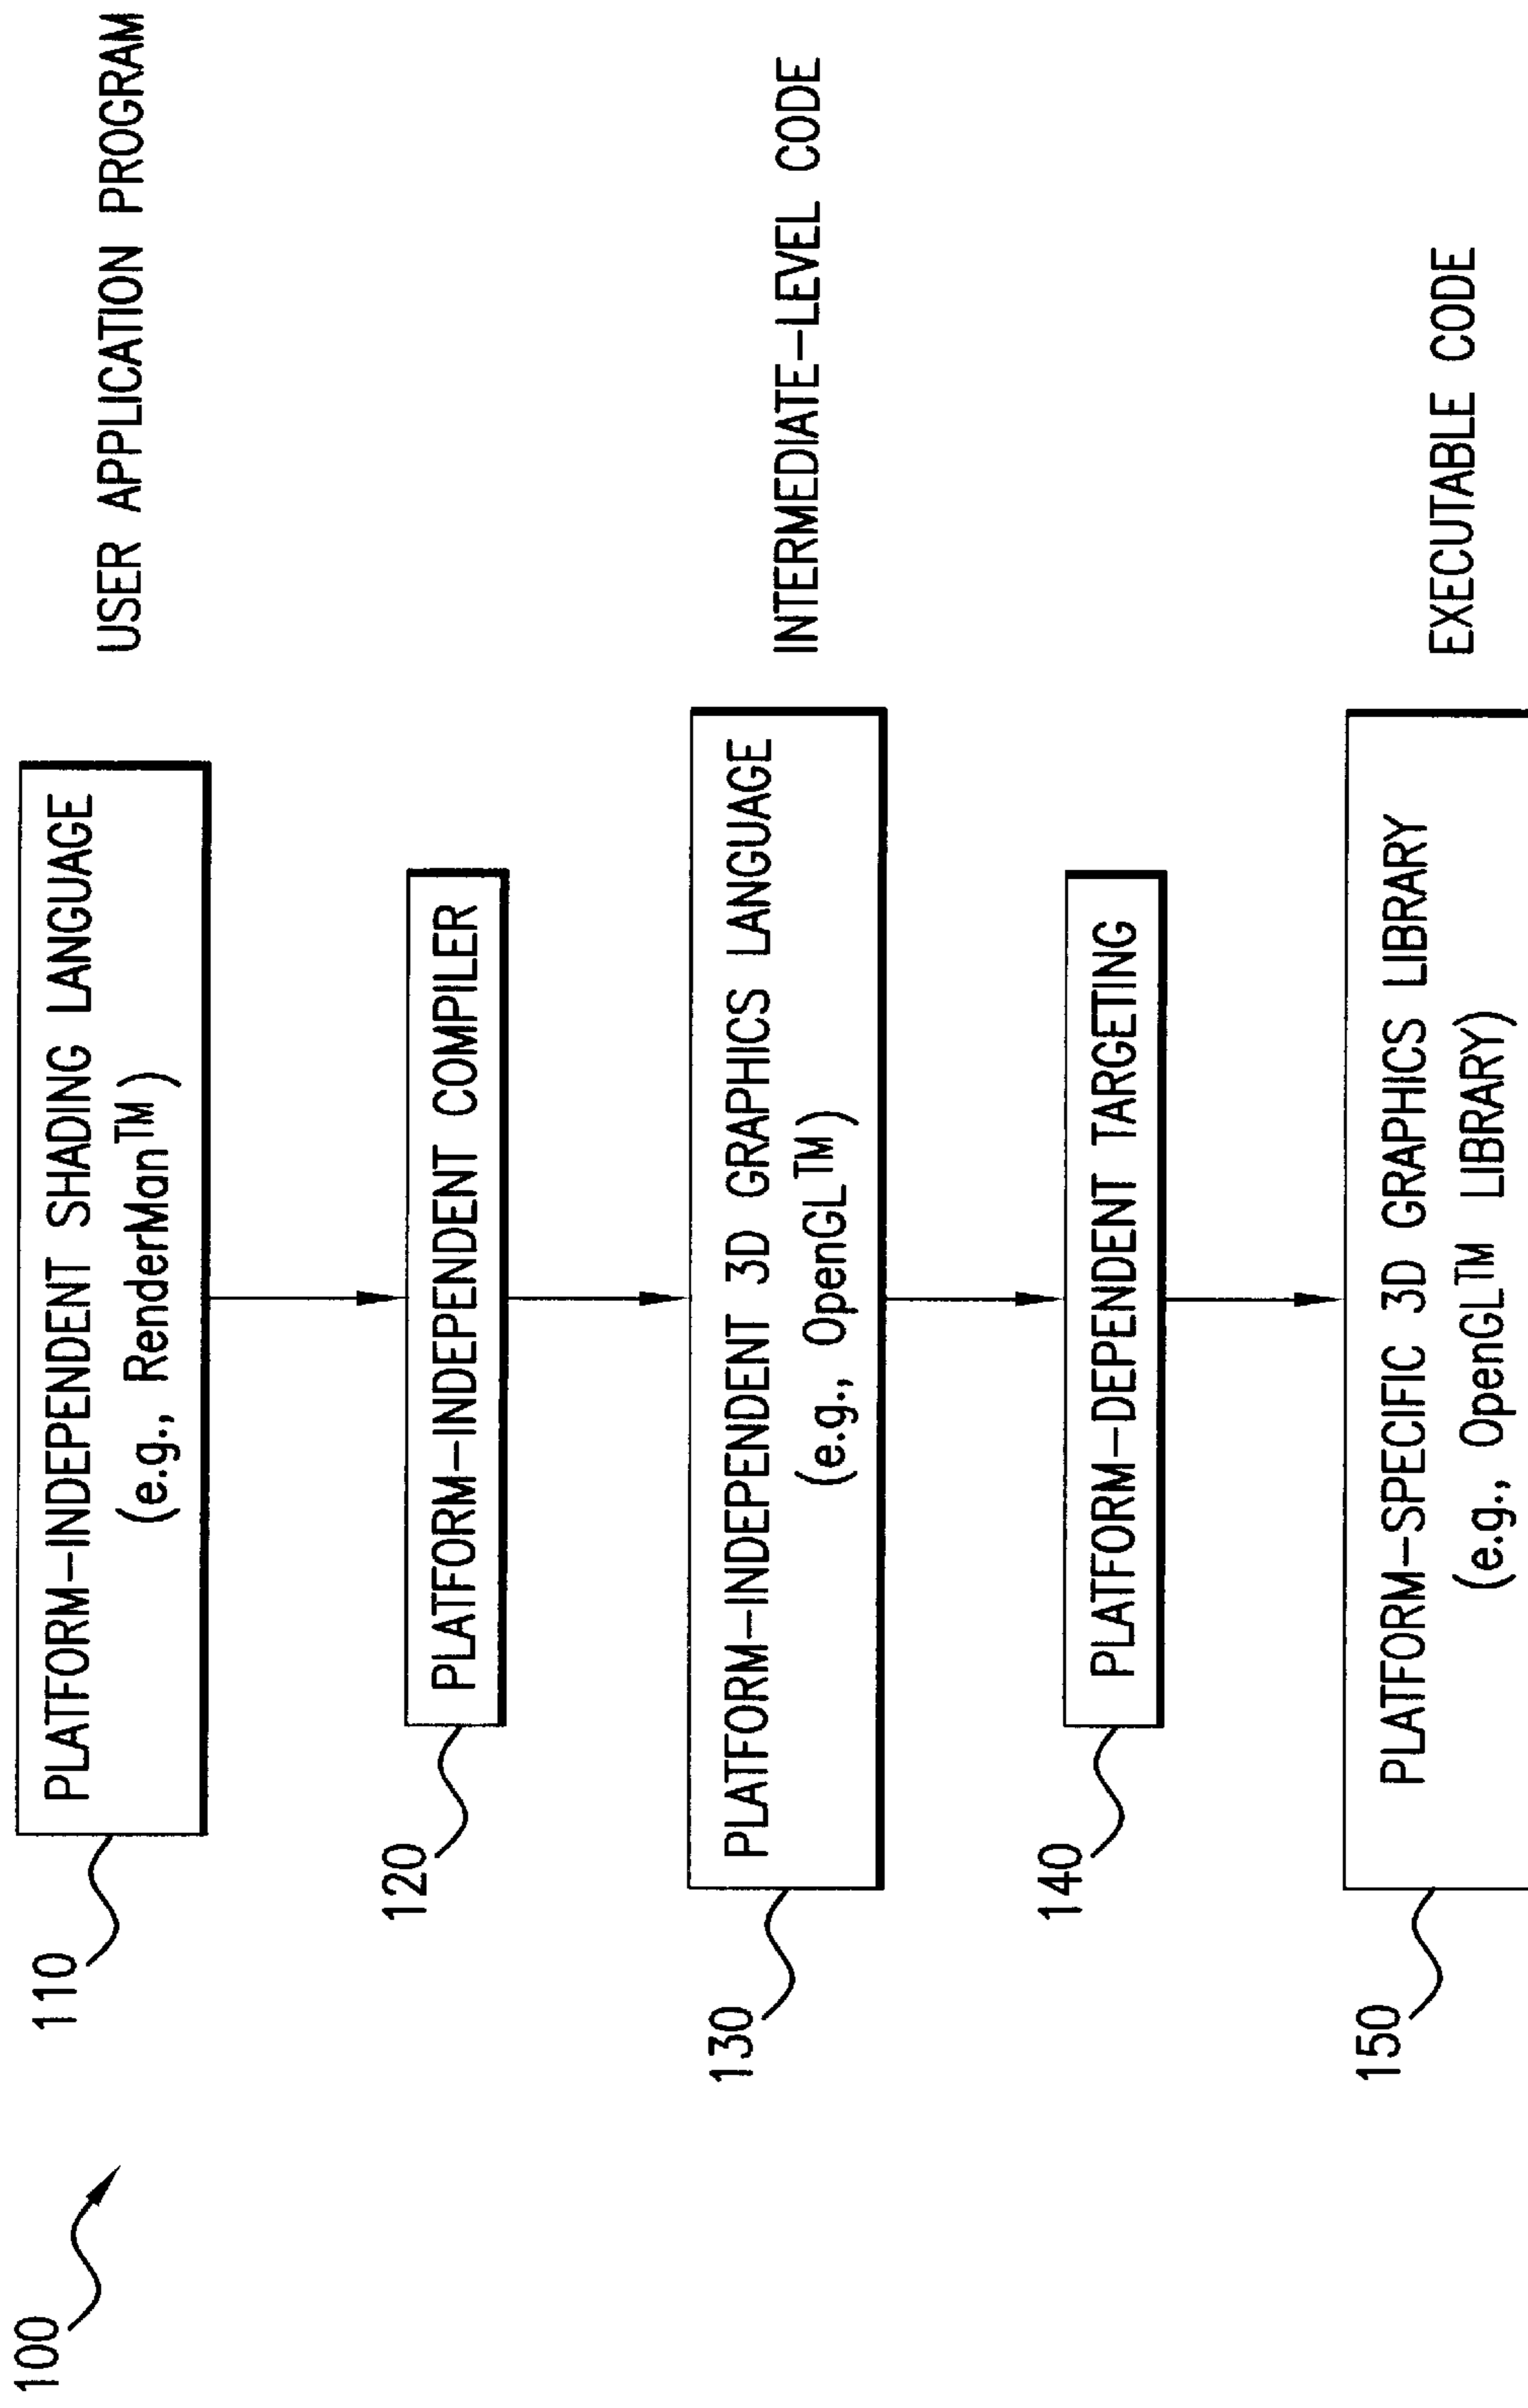 100
110
PLATFORM-INDEPENDENT SHADING LANGUAGE
(e.g., RenderMan™)
USER APPLICATION PROGRAM
120
PLATFORM-INDEPENDENT COMPILER
130
PLATFORM-INDEPENDENT 3D GRAPHICS LANGUAGE
(e.g., OpenGL™)
INTERMEDIATE-LEVEL CODE
140
PLATFORM-DEPENDENT TARGETING
150
PLATFORM-SPECIFIC 3D GRAPHICS LIBRARY
(e.g., OpenGL™ LIBRARY)
EXECUTABLE CODE